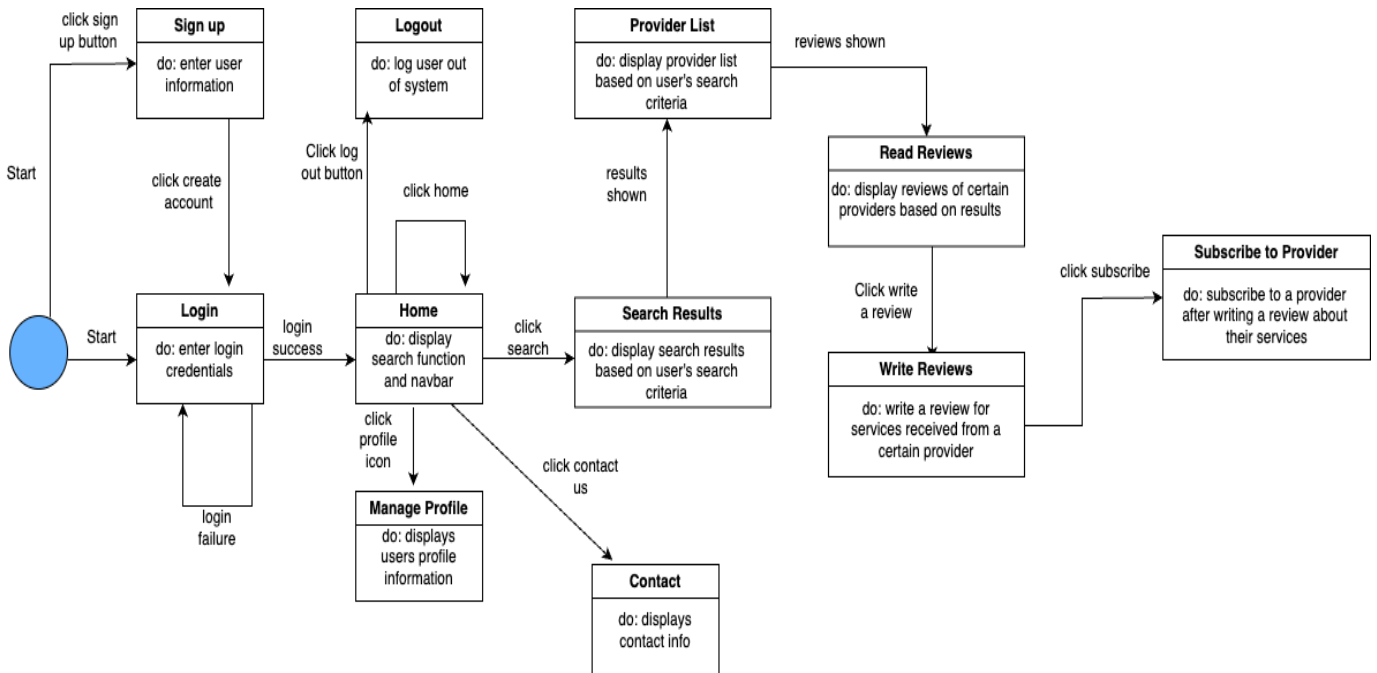 click sign
up button
Sign up
do: enter user
information
Logout
do: log user out
of system
Provider List
do: display provider list
based on user's search
criteria
reviews shown
Start
click create
account
Click log
out button
click home
results
shown
Read Reviews
do: display reviews of certain
providers based on results
Subscribe to Provider
do: subscribe to a provider
after writing a review about
their services
click subscribe
Click write
a review
Start
Login
do: enter login
credentials
login
success
Home
do: display
search function
and navbar
click
search
Search Results
do: display search results
based on user's search
criteria
Write Reviews
do: write a review for
services received from a
certain provider
login
failure
click
profile
icon
click contact
us
Manage Profile
do: displays
users profile
information
Contact
do: displays
contact info